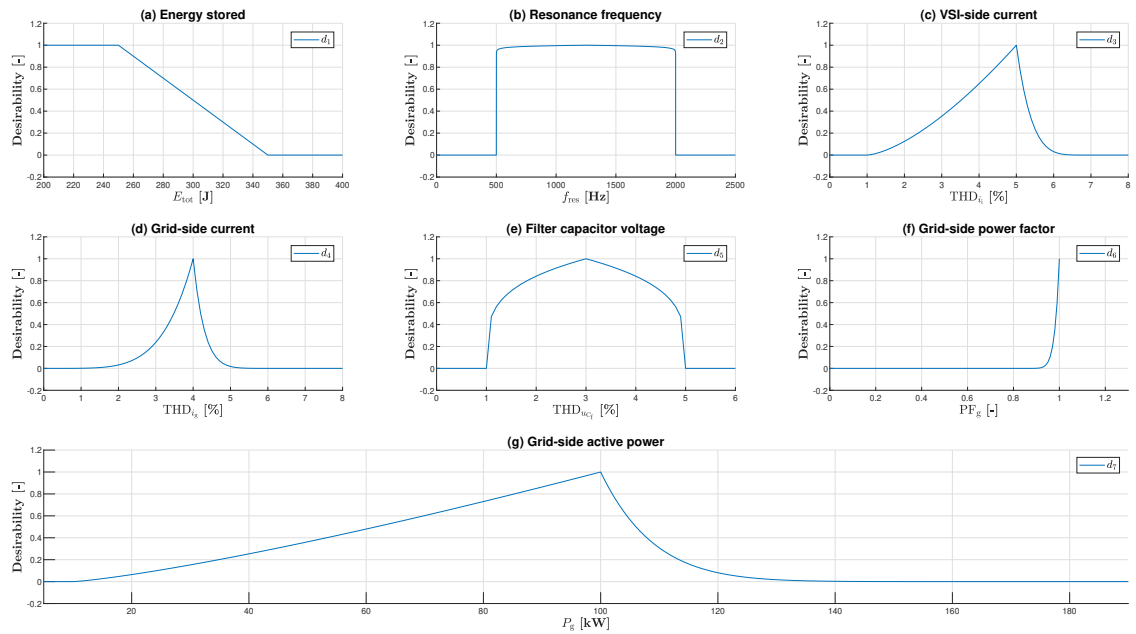 (a) Energy stored
1.2
1
0.8
0.6
0.4
0.2
0
-0.2
Desirability [-]
d₁
200 220 240 260 280 300 320 340 360 380 400
E_tot [J]
(b) Resonance frequency
1.2
1
0.8
0.6
0.4
0.2
0
-0.2
Desirability [-]
d₂
0 500 1000 1500 2000 2500
f_res [Hz]
(c) VSI-side current
1.2
1
0.8
0.6
0.4
0.2
0
-0.2
Desirability [-]
d₃
0 1 2 3 4 5 6 7 8
THD_i_i [%]
(d) Grid-side current
1.2
1
0.8
0.6
0.4
0.2
0
-0.2
Desirability [-]
d₄
0 1 2 3 4 5 6 7 8
THD_i_g [%]
(e) Filter capacitor voltage
1.2
1
0.8
0.6
0.4
0.2
0
-0.2
Desirability [-]
d₅
0 1 2 3 4 5 6
THD_u_C_f [%]
(f) Grid-side power factor
1.2
1
0.8
0.6
0.4
0.2
0
-0.2
Desirability [-]
d₆
0 0.2 0.4 0.6 0.8 1 1.2
PF_g [-]
(g) Grid-side active power
1.2
1
0.8
0.6
0.4
0.2
0
-0.2
Desirability [-]
d₇
20 40 60 80 100 120 140 160 180
P_g [kW]